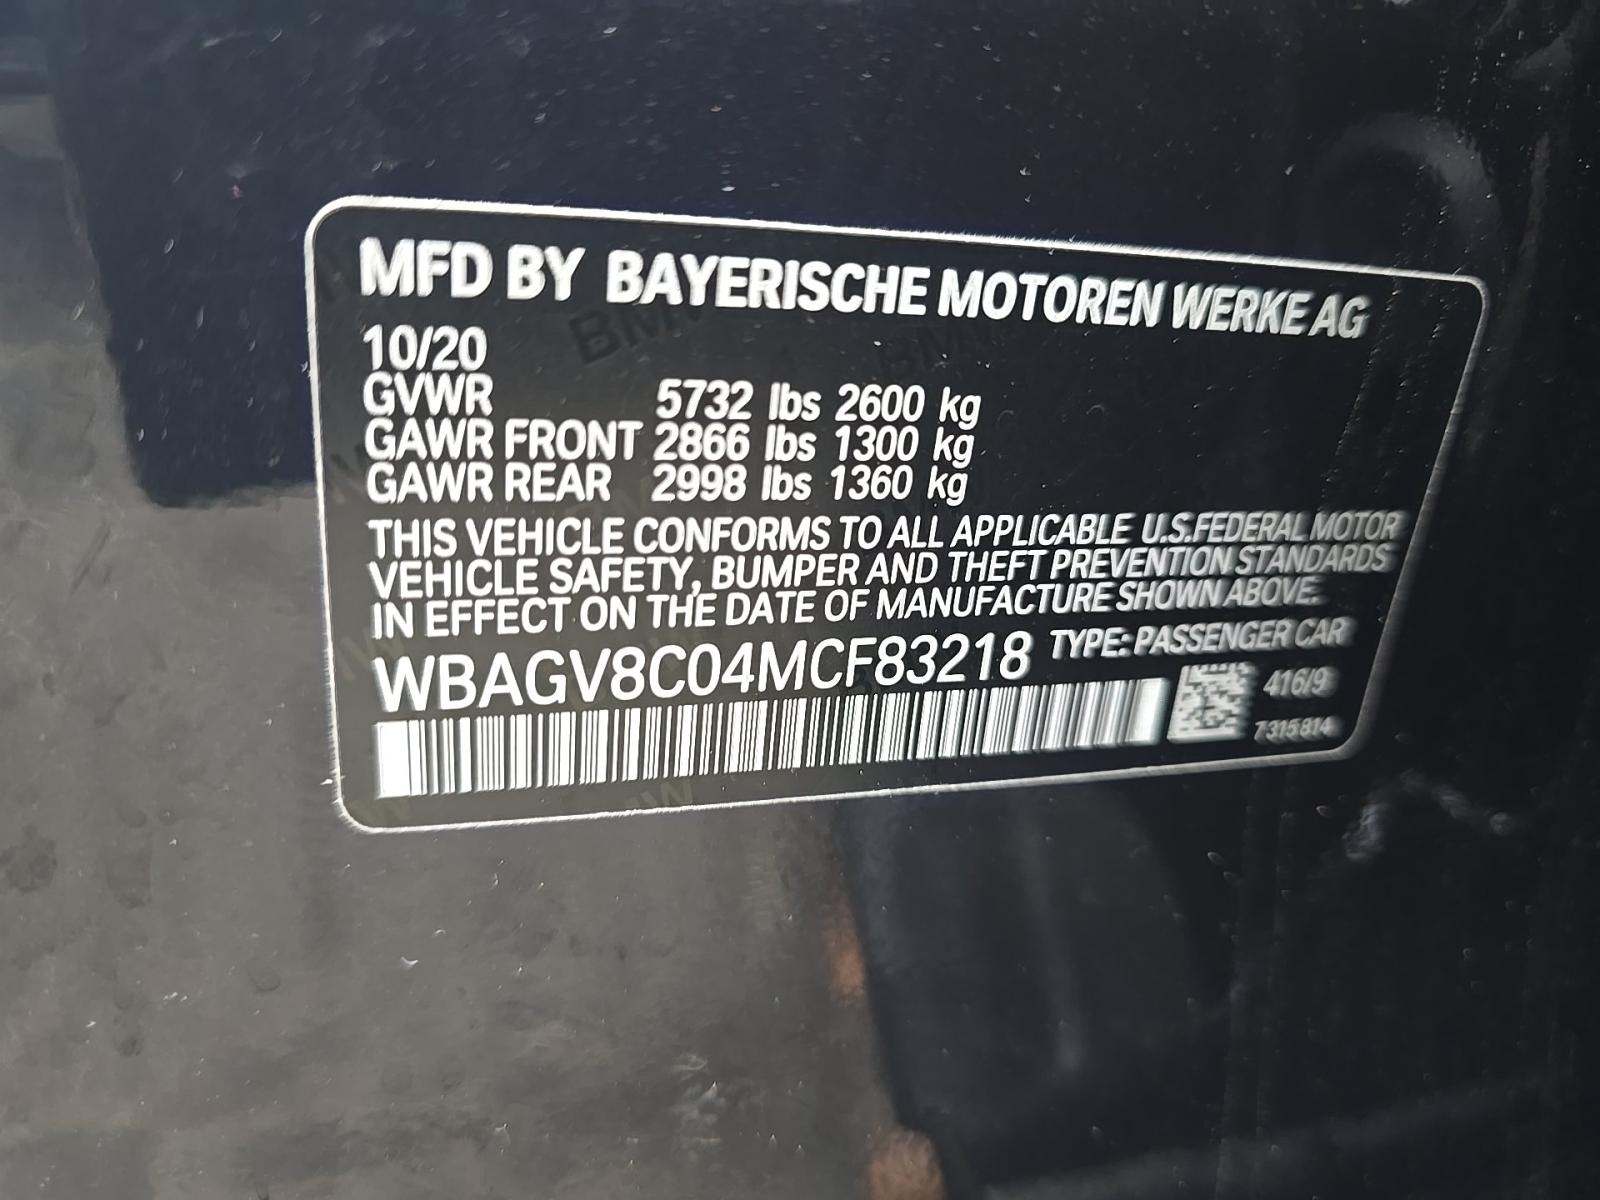 MFD BY BAYERISCHE MOTOREN WERKE AG
10/20
GVWR 5732 lbs 2600 kg
GAWR FRONT 2866 lbs 1300 kg
GAWR REAR 2998 lbs 1360 kg
THIS VEHICLE CONFORMS TO ALL APPLICABLE U.S.FEDERAL MOTOR
VEHICLE SAFETY, BUMPER AND THEFT PREVENTION STANDARDS
IN EFFECT ON THE DATE OF MANUFACTURE SHOWN ABOVE.
WBAGV8C04MCF83218 TYPE: PASSENGER CAR
416/9
7315814